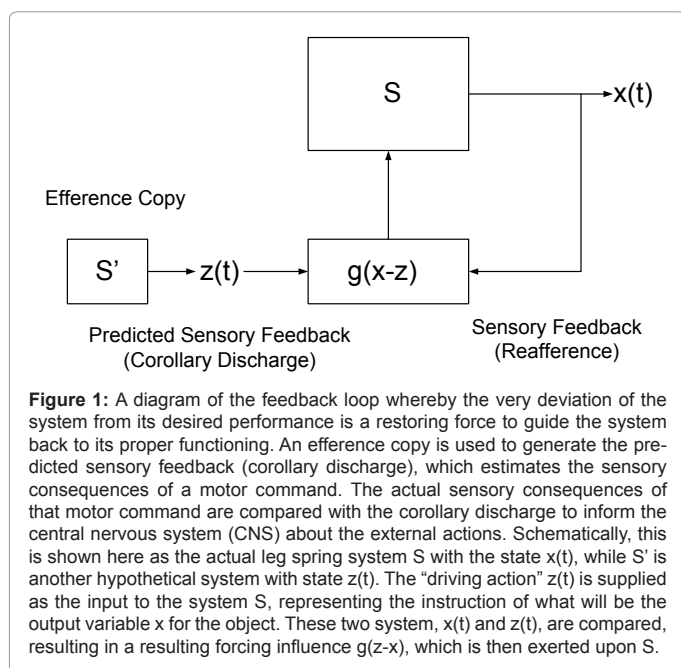 S
x(t)
Efference Copy
S'
z(t)
g(x-z)
Predicted Sensory Feedback
(Corollary Discharge)
Sensory Feedback
(Reafference)
Figure 1: A diagram of the feedback loop whereby the very deviation of the
system from its desired performance is a restoring force to guide the system
back to its proper functioning. An efference copy is used to generate the pre-
dicted sensory feedback (corollary discharge), which estimates the sensory
consequences of a motor command. The actual sensory consequences of
that motor command are compared with the corollary discharge to inform the
central nervous system (CNS) about the external actions. Schematically, this
is shown here as the actual leg spring system S with the state x(t), while S’ is
another hypothetical system with state z(t). The “driving action” z(t) is supplied
as the input to the system S, representing the instruction of what will be the
output variable x for the object. These two system, x(t) and z(t), are compared,
resulting in a resulting forcing influence g(z-x), which is then exerted upon S.